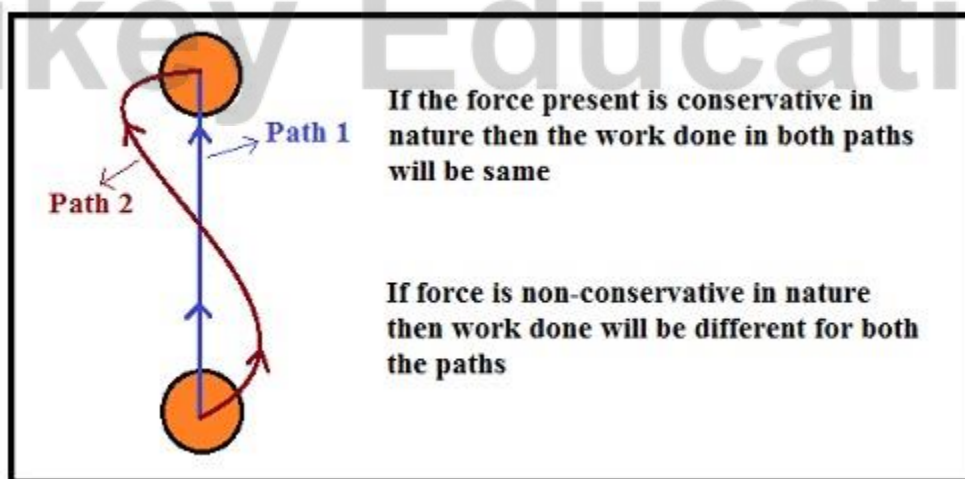 key Educati
Path 1
Path 2
If the force present is conservative in
nature then the work done in both paths
will be same
If force is non-conservative in nature
then work done will be different for both
the paths